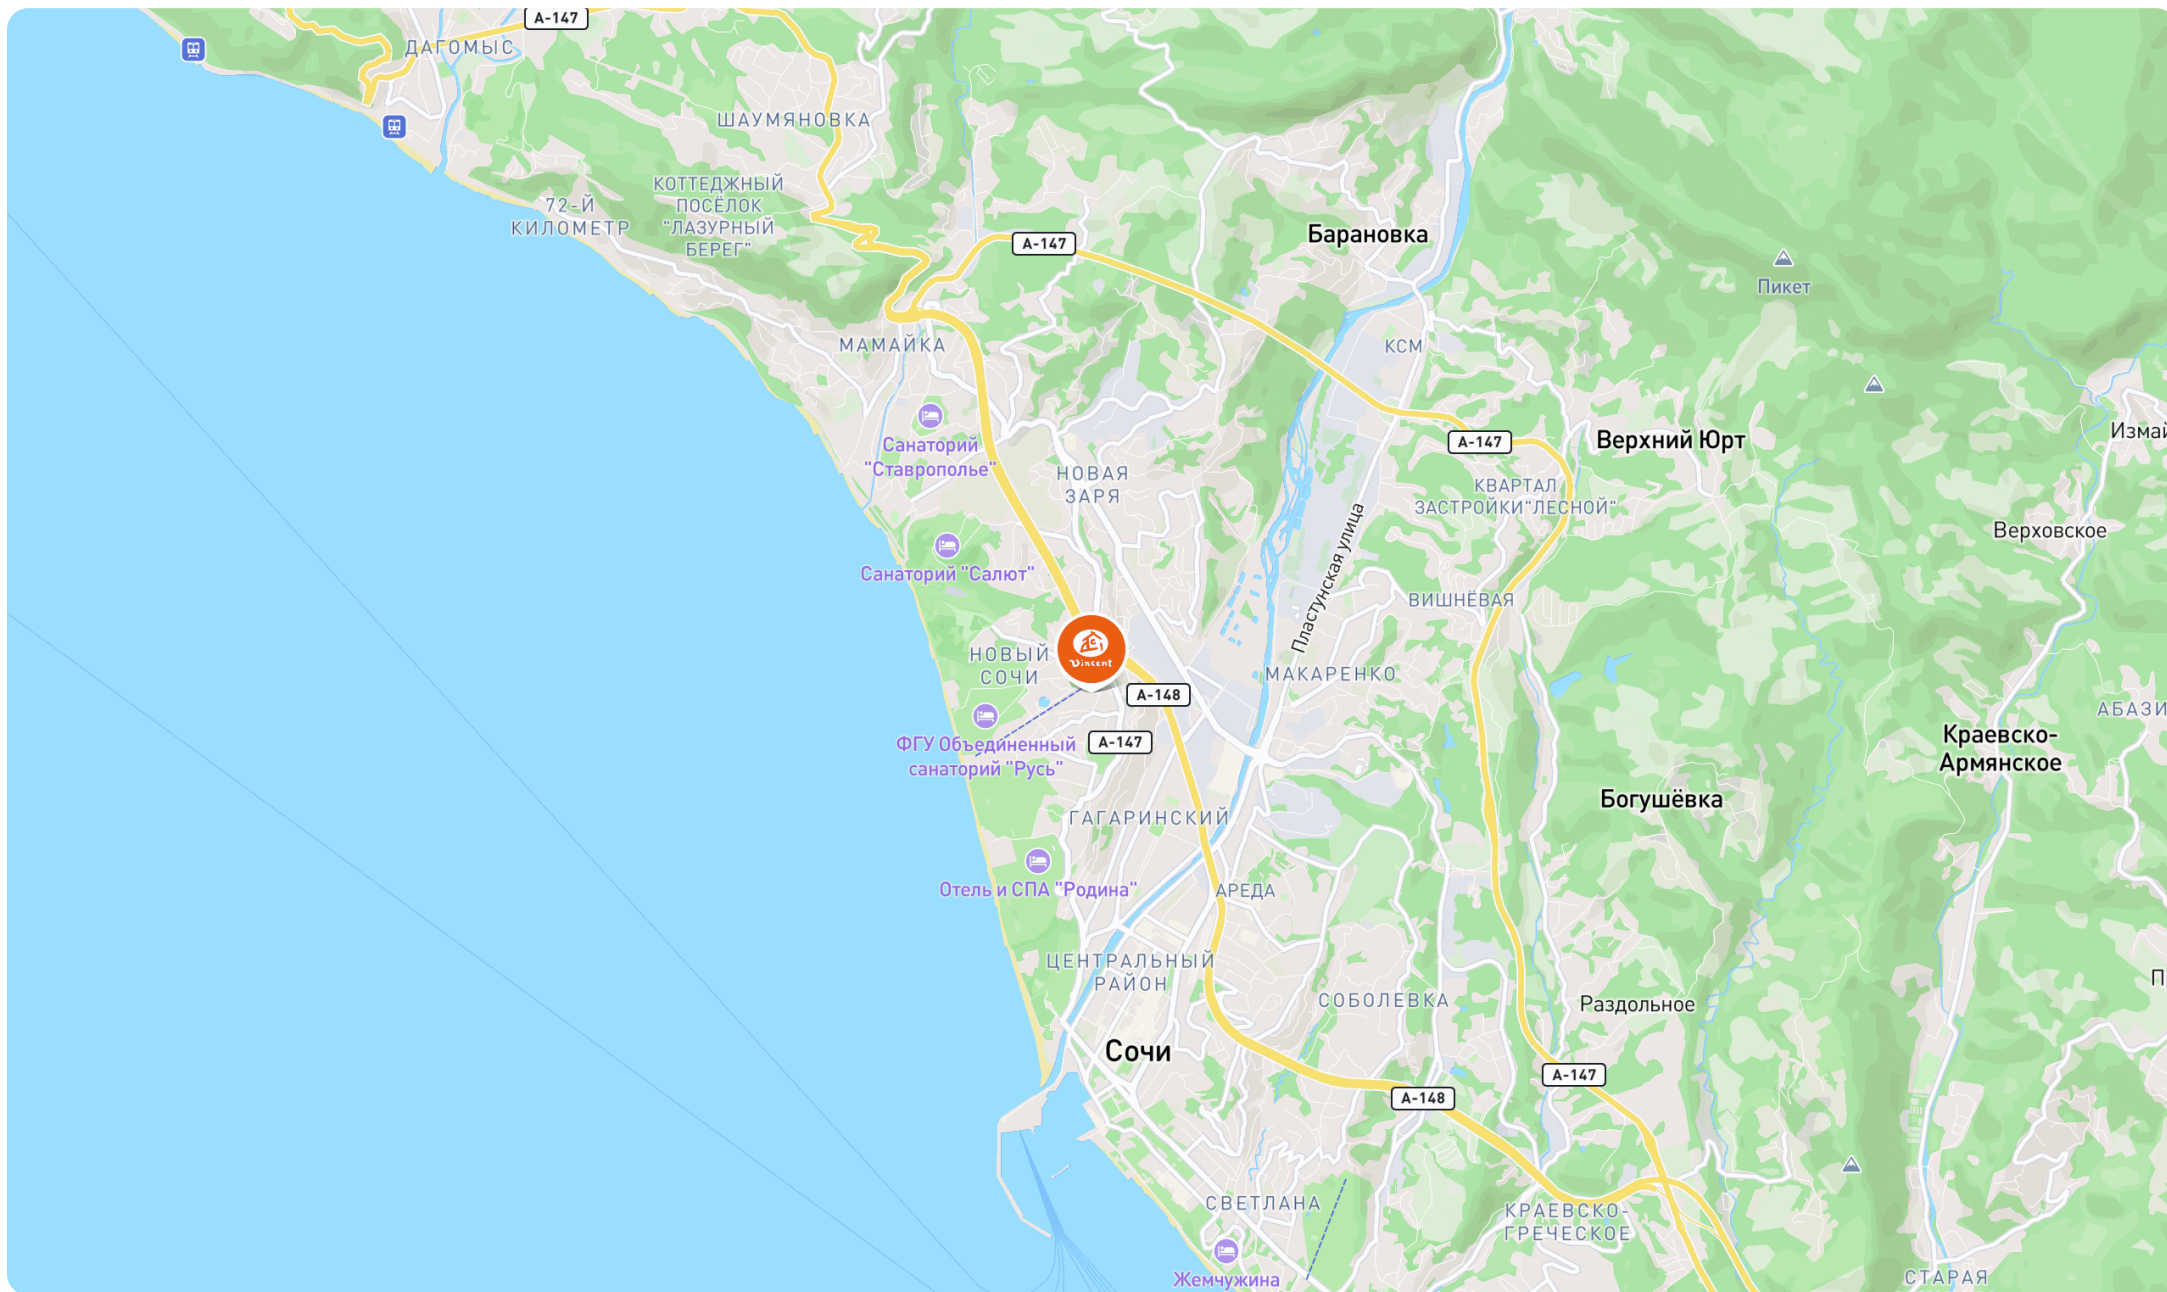 А-147
ДАГОМЫС
ШАУМЯНОВКА
КОТТЕДЖНЫЙ
ПОСЁЛОК
"ЛАЗУРНЫЙ
БЕРЕГ"
72-Й
КИЛОМЕТР
А-147
Барановка
Пикет
МАМАЙКА
КСМ
Санаторий
"Ставрополье"
НОВАЯ
ЗАРЯ
А-147
Верхний Юрт
Измай
КВАРТАЛ
ЗАСТРОЙКИ"ЛЕСНОЙ"
Верховское
Пластунская улица
Санаторий "Салют"
ВИШНЁВАЯ
Vincent
НОВЫЙ
СОЧИ
МАКАРЕНКО
А-148
АБАЗИ
А-147
ФГУ Объединенный
санаторий "Русь"
Краевско-
Армянское
Богушёвка
ГАГАРИНСКИЙ
Отель и СПА "Родина"
АРЕДА
ЦЕНТРАЛЬНЫЙ
РАЙОН
СОБОЛЕВКА
Раздольное
П
Сочи
А-147
А-148
СВЕТЛАНА
КРАЕВСКО-
ГРЕЧЕСКОЕ
Жемчужина
СТАРАЯ